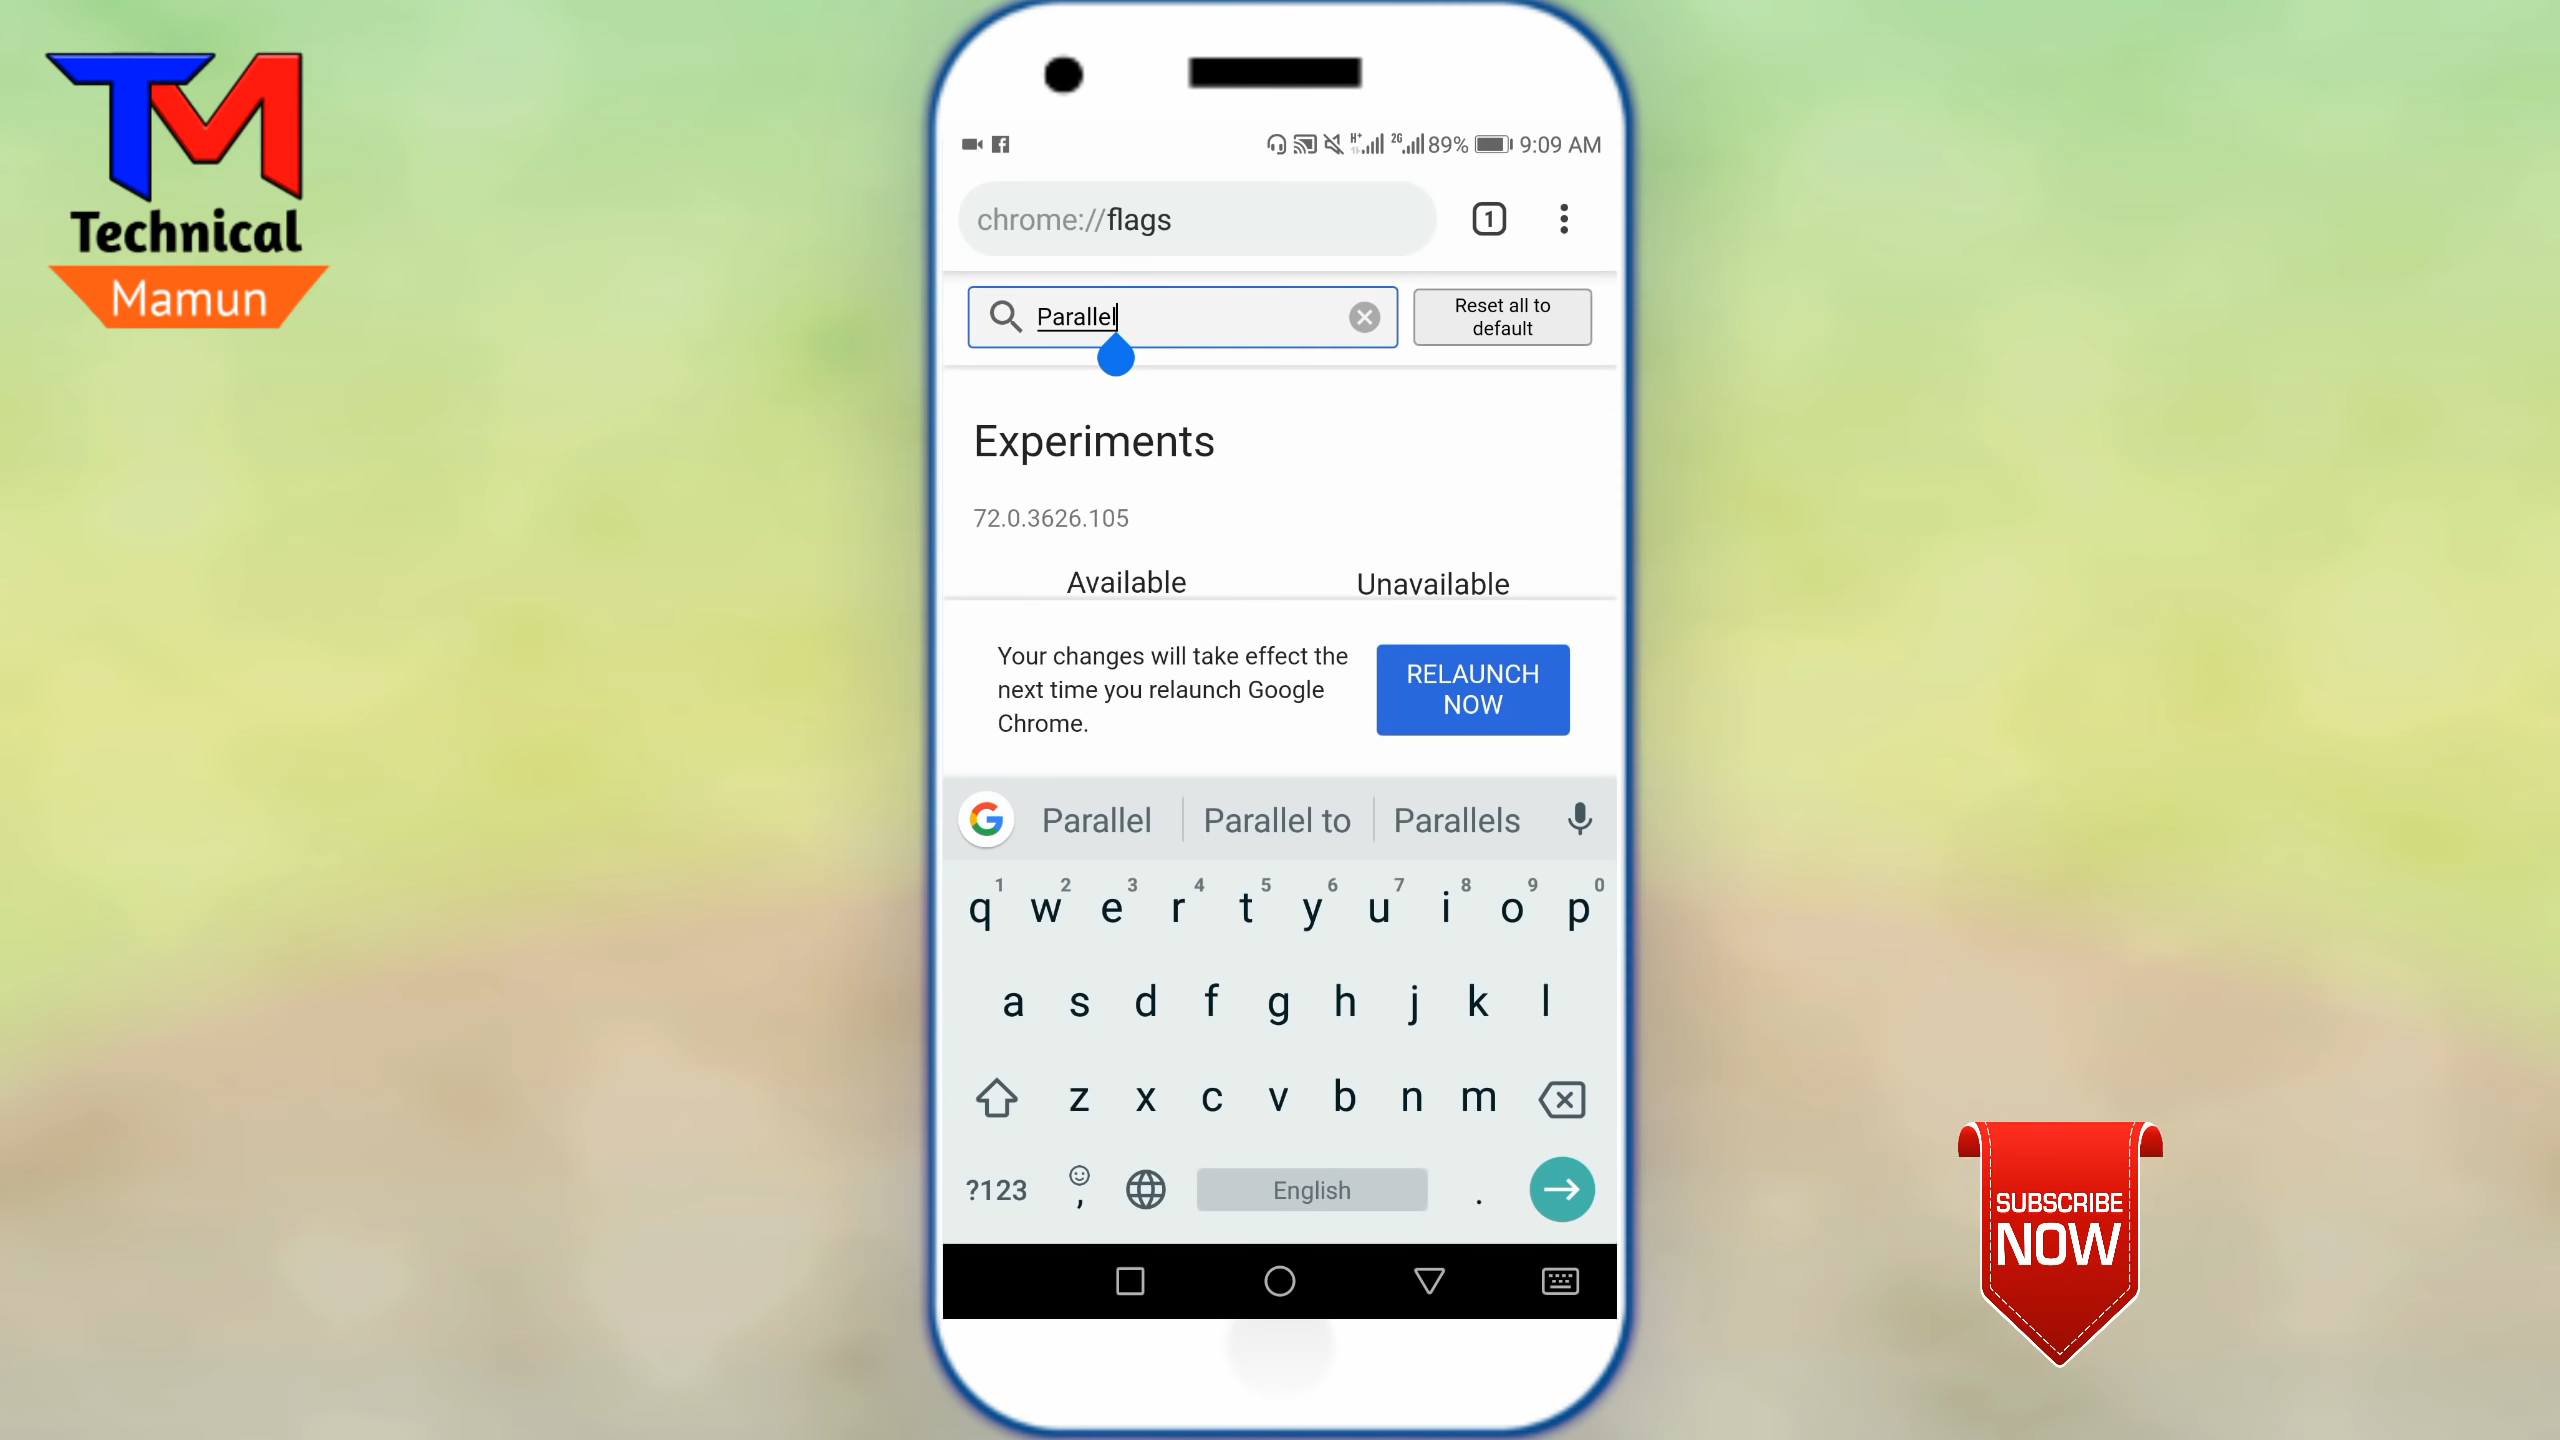 TM
Technical
Mamun
H+ 2G 89% 9:09 AM
chrome://flags
1
Parallel
Reset all to
default
Experiments
72.0.3626.105
Available Unavailable
Your changes will take effect the
next time you relaunch Google
Chrome.
RELAUNCH
NOW
G Parallel Parallel to Parallels
1 2 3 4 5 6 7 8 9 0
q w e r t y u i o p
a s d f g h j k l
z x c v b n m
?123 , English .
SUBSCRIBE
NOW